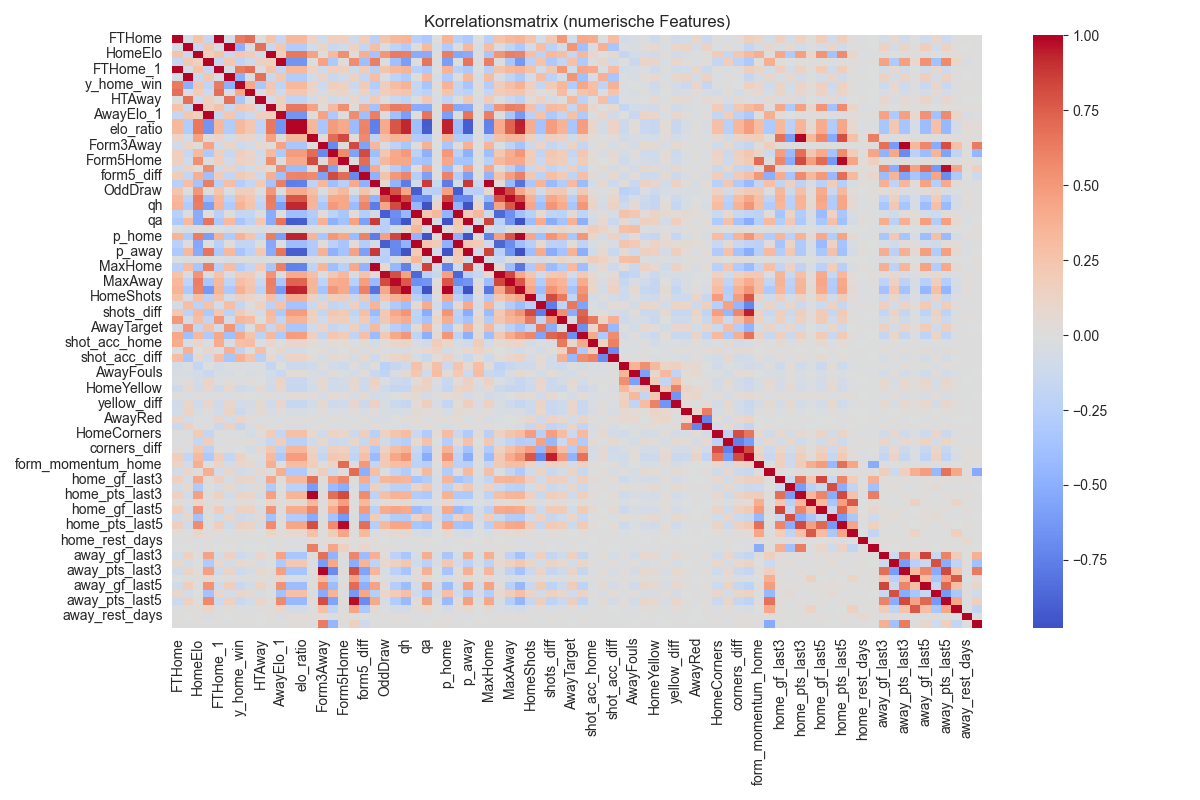 Korrelationsmatrix (numerische Features)
FTHome
HomeElo
FTHome_1
y_home_win
HTAway
AwayElo_1
elo_ratio
Form3Away
Form5Home
form5_diff
OddDraw
qh
qa
p_home
p_away
MaxHome
MaxAway
HomeShots
shots_diff
AwayTarget
shot_acc_home
shot_acc_diff
AwayFouls
HomeYellow
yellow_diff
AwayRed
HomeCorners
corners_diff
form_momentum_home
home_gf_last3
home_pts_last3
home_gf_last5
home_pts_last5
home_rest_days
away_gf_last3
away_pts_last3
away_gf_last5
away_pts_last5
away_rest_days
FTHome
HomeElo
FTHome_1
y_home_win
HTAway
AwayElo_1
elo_ratio
Form3Away
Form5Home
form5_diff
OddDraw
qh
qa
p_home
p_away
MaxHome
MaxAway
HomeShots
shots_diff
AwayTarget
shot_acc_home
shot_acc_diff
AwayFouls
HomeYellow
yellow_diff
AwayRed
HomeCorners
corners_diff
form_momentum_home
home_gf_last3
home_pts_last3
home_gf_last5
home_pts_last5
home_rest_days
away_gf_last3
away_pts_last3
away_gf_last5
away_pts_last5
away_rest_days
1.00
0.75
0.50
0.25
0.00
−0.25
−0.50
−0.75